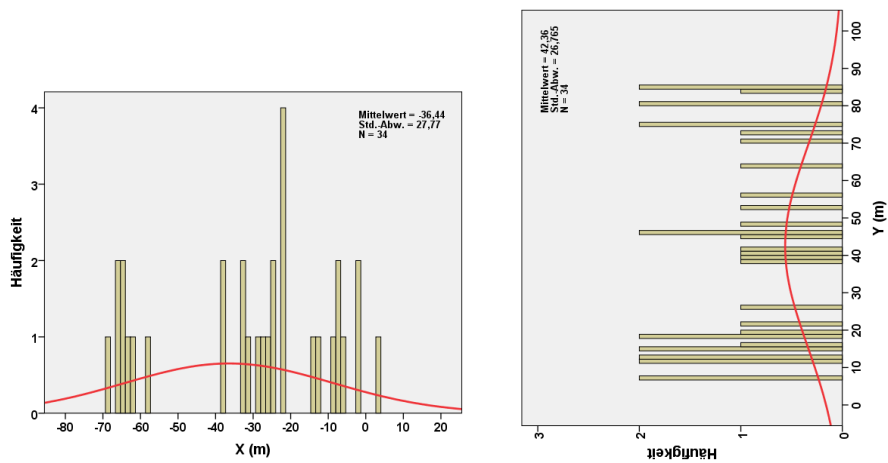 4
3
2
1
0
Häufigkeit
Mittelwert = -36,44
Std.-Abw. = 27,77
N = 34
-80 -70 -60 -50 -40 -30 -20 -10 0 10 20
X (m)
Mittelwert = 42,36
Std.-Abw. = 26,765
N = 34
100
90
80
70
60
50
40
30
20
10
0
Y (m)
3 2 1 0
Häufigkeit